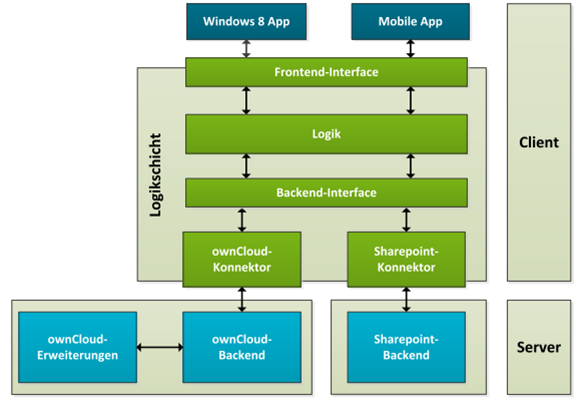 Windows 8 App
Mobile App
Frontend-Interface
Logikschicht
Logik
Client
Backend-Interface
ownCloud-
Konnektor
Sharepoint-
Konnektor
ownCloud-
Erweiterungen
ownCloud-
Backend
Sharepoint-
Backend
Server